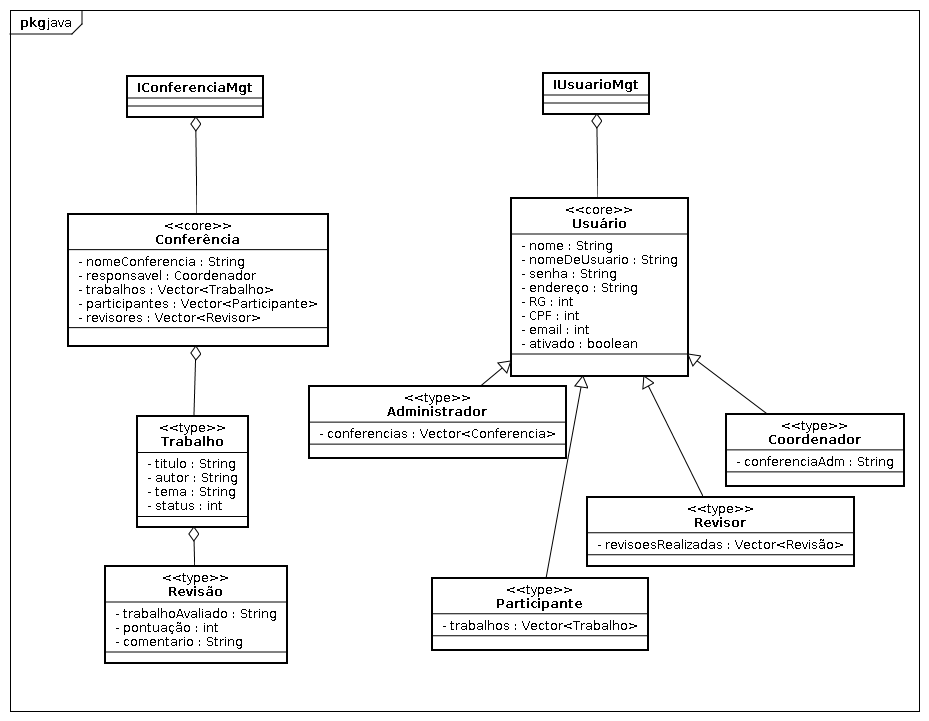 pkg java
IConferenciaMgt
<<core>>
Conferência
- nomeConferencia : String
- responsavel : Coordenador
- trabalhos : Vector<Trabalho>
- participantes : Vector<Participante>
- revisores : Vector<Revisor>
<<type>>
Trabalho
- titulo : String
- autor : String
- tema : String
- status : int
<<type>>
Revisão
- trabalhoAvaliado : String
- pontuação : int
- comentario : String
IUsuarioMgt
<<core>>
Usuário
- nome : String
- nomeDeUsuario : String
- senha : String
- endereço : String
- RG : int
- CPF : int
- email : int
- ativado : boolean
<<type>>
Administrador
- conferencias : Vector<Conferencia>
<<type>>
Coordenador
- conferenciaAdm : String
<<type>>
Revisor
- revisoesRealizadas : Vector<Revisão>
<<type>>
Participante
- trabalhos : Vector<Trabalho>